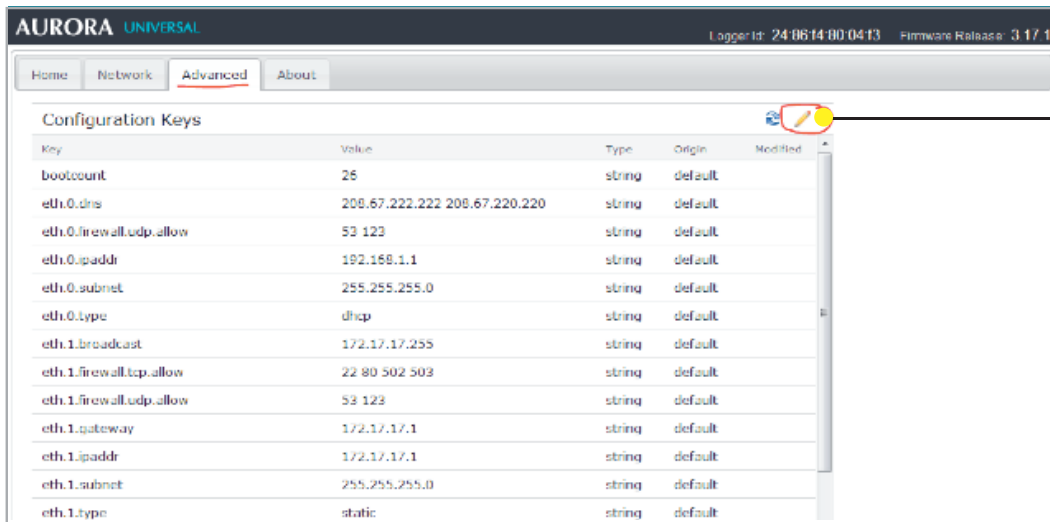 AURORA UNIVERSAL
Logger Id: 24:86:f4:80:04:f3 Firmware Release: 3.17.1
Home Network Advanced About
Configuration Keys
Key Value Type Origin Modified
bootcount 26 string default
eth.0.dns 208.67.222.222 208.67.220.220 string default
eth.0.firewall.udp.allow 53 123 string default
eth.0.ipaddr 192.168.1.1 string default
eth.0.subnet 255.255.255.0 string default
eth.0.type dhcp string default
eth.1.broadcast 172.17.17.255 string default
eth.1.firewall.tcp.allow 22 80 502 503 string default
eth.1.firewall.udp.allow 53 123 string default
eth.1.gateway 172.17.17.1 string default
eth.1.ipaddr 172.17.17.1 string default
eth.1.subnet 255.255.255.0 string default
eth.1.type static string default